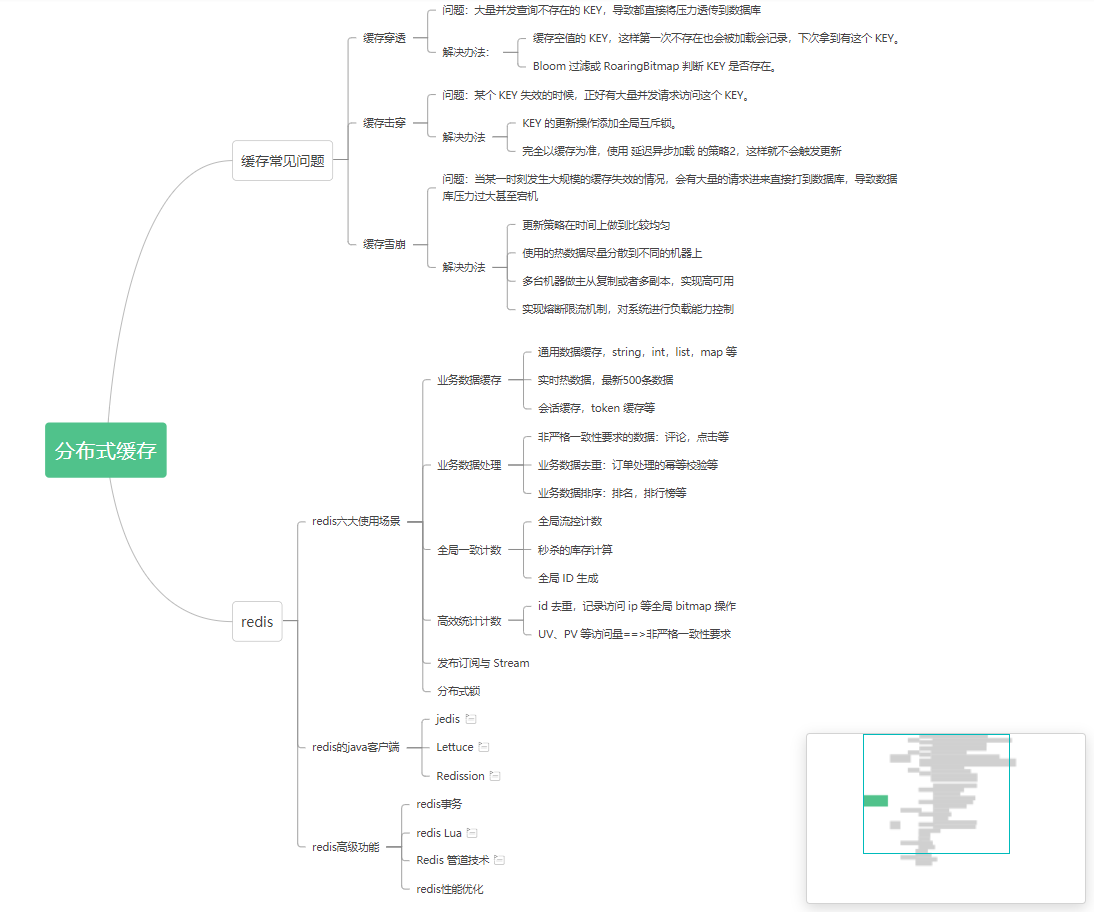 分布式缓存
缓存常见问题
缓存穿透
问题：大量并发查询不存在的 KEY，导致都直接将压力透传到数据库
解决办法：
缓存空值的 KEY，这样第一次不存在也会被加载会记录，下次拿到有这个 KEY。
Bloom 过滤或 RoaringBitmap 判断 KEY 是否存在。
缓存击穿
问题：某个 KEY 失效的时候，正好有大量并发请求访问这个 KEY。
解决办法
KEY 的更新操作添加全局互斥锁。
完全以缓存为准，使用 延迟异步加载 的策略2，这样就不会触发更新
缓存雪崩
问题：当某一时刻发生大规模的缓存失效的情况，会有大量的请求进来直接打到数据库，导致数据
库压力过大甚至宕机
解决办法
更新策略在时间上做到比较均匀
使用的热数据尽量分散到不同的机器上
多台机器做主从复制或者多副本，实现高可用
实现熔断限流机制，对系统进行负载能力控制
redis
redis六大使用场景
业务数据缓存
通用数据缓存，string，int，list，map 等
实时热数据，最新500条数据
会话缓存，token 缓存等
业务数据处理
非严格一致性要求的数据：评论，点击等
业务数据去重：订单处理的幂等校验等
业务数据排序：排名，排行榜等
全局一致计数
全局流控计数
秒杀的库存计算
全局 ID 生成
高效统计计数
id 去重，记录访问 ip 等全局 bitmap 操作
UV、PV 等访问量==>非严格一致性要求
发布订阅与 Stream
分布式锁
redis的java客户端
jedis
Lettuce
Redission
redis高级功能
redis事务
redis Lua
Redis 管道技术
redis性能优化